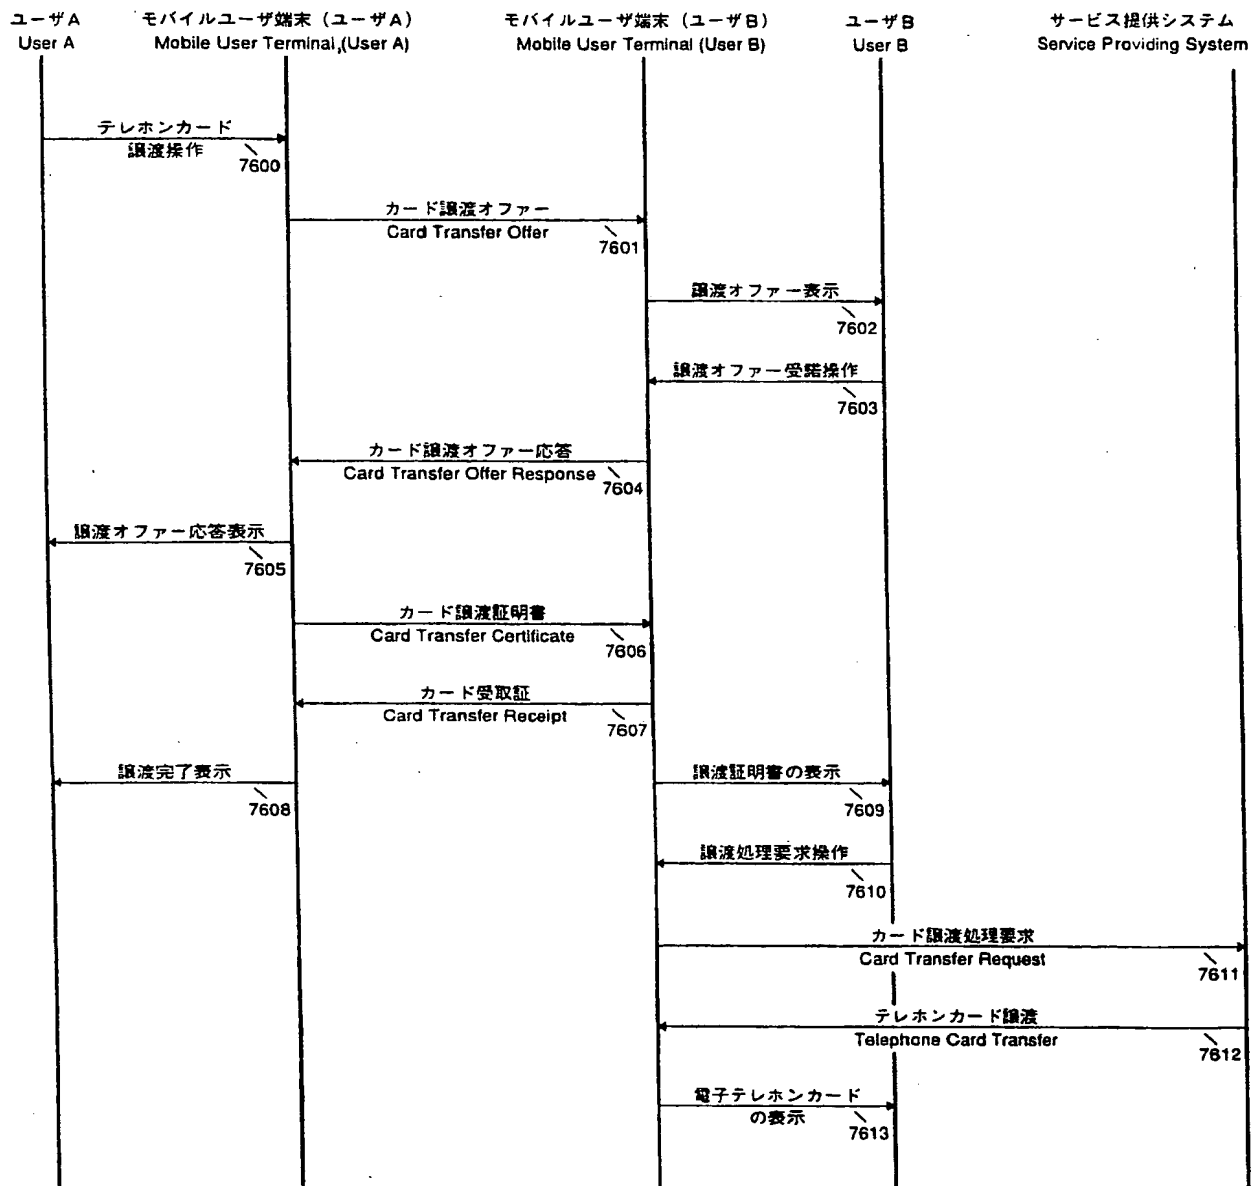 ユーザA
User A
モバイルユーザ端末（ユーザA）
Mobile User Terminal,(User A)
モバイルユーザ端末（ユーザB）
Mobile User Terminal (User B)
ユーザB
User B
サービス提供システム
Service Providing System
テレホンカード
譲渡操作
7600
カード譲渡オファー
Card Transfer Offer
7601
譲渡オファー表示
7602
譲渡オファー受諾操作
7603
カード譲渡オファー応答
Card Transfer Offer Response
7604
譲渡オファー応答表示
7605
カード譲渡証明書
Card Transfer Certificate
7606
カード受取証
Card Transfer Receipt
7607
譲渡完了表示
7608
譲渡証明書の表示
7609
譲渡処理要求操作
7610
カード譲渡処理要求
Card Transfer Request
7611
テレホンカード譲渡
Telephone Card Transfer
7612
電子テレホンカード
の表示
7613